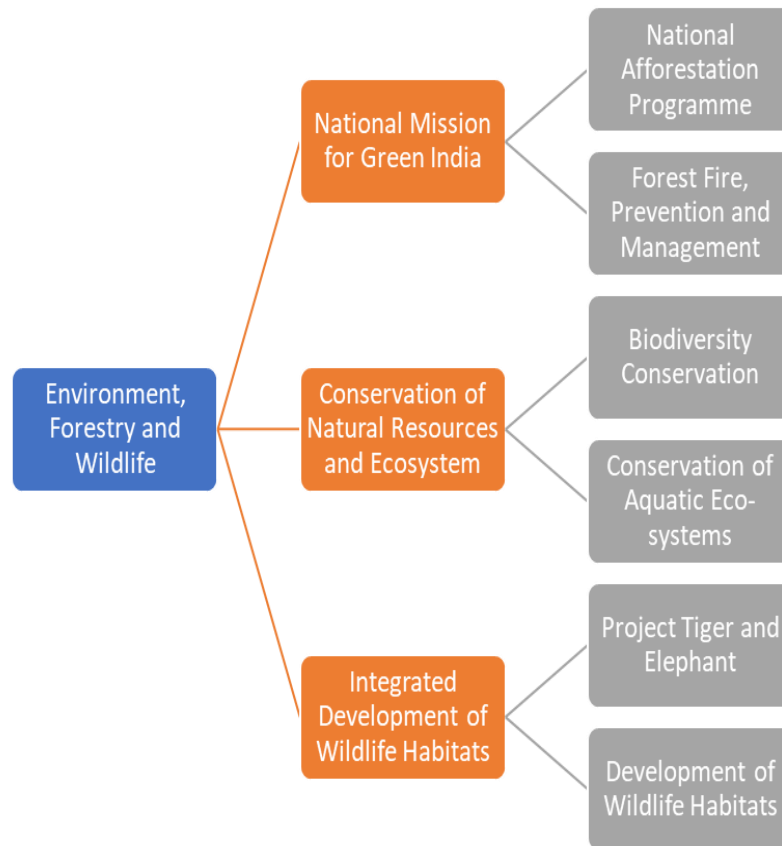 National
Afforestation
Programme
National Mission
for Green India
Forest Fire,
Prevention and
Management
Environment,
Forestry and
Wildlife
Conservation of
Natural Resources
and Ecosystem
Biodiversity
Conservation
Conservation of
Aquatic Eco-
systems
Integrated
Development of
Wildlife Habitats
Project Tiger and
Elephant
Development of
Wildlife Habitats